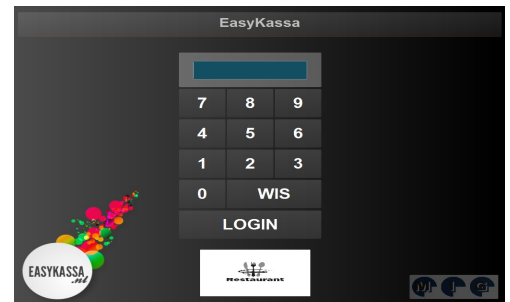 EasyKassa
7 8 9
4 5 6
1 2 3
0 WIS
LOGIN
EASYKASSA
.nl
Restaurant